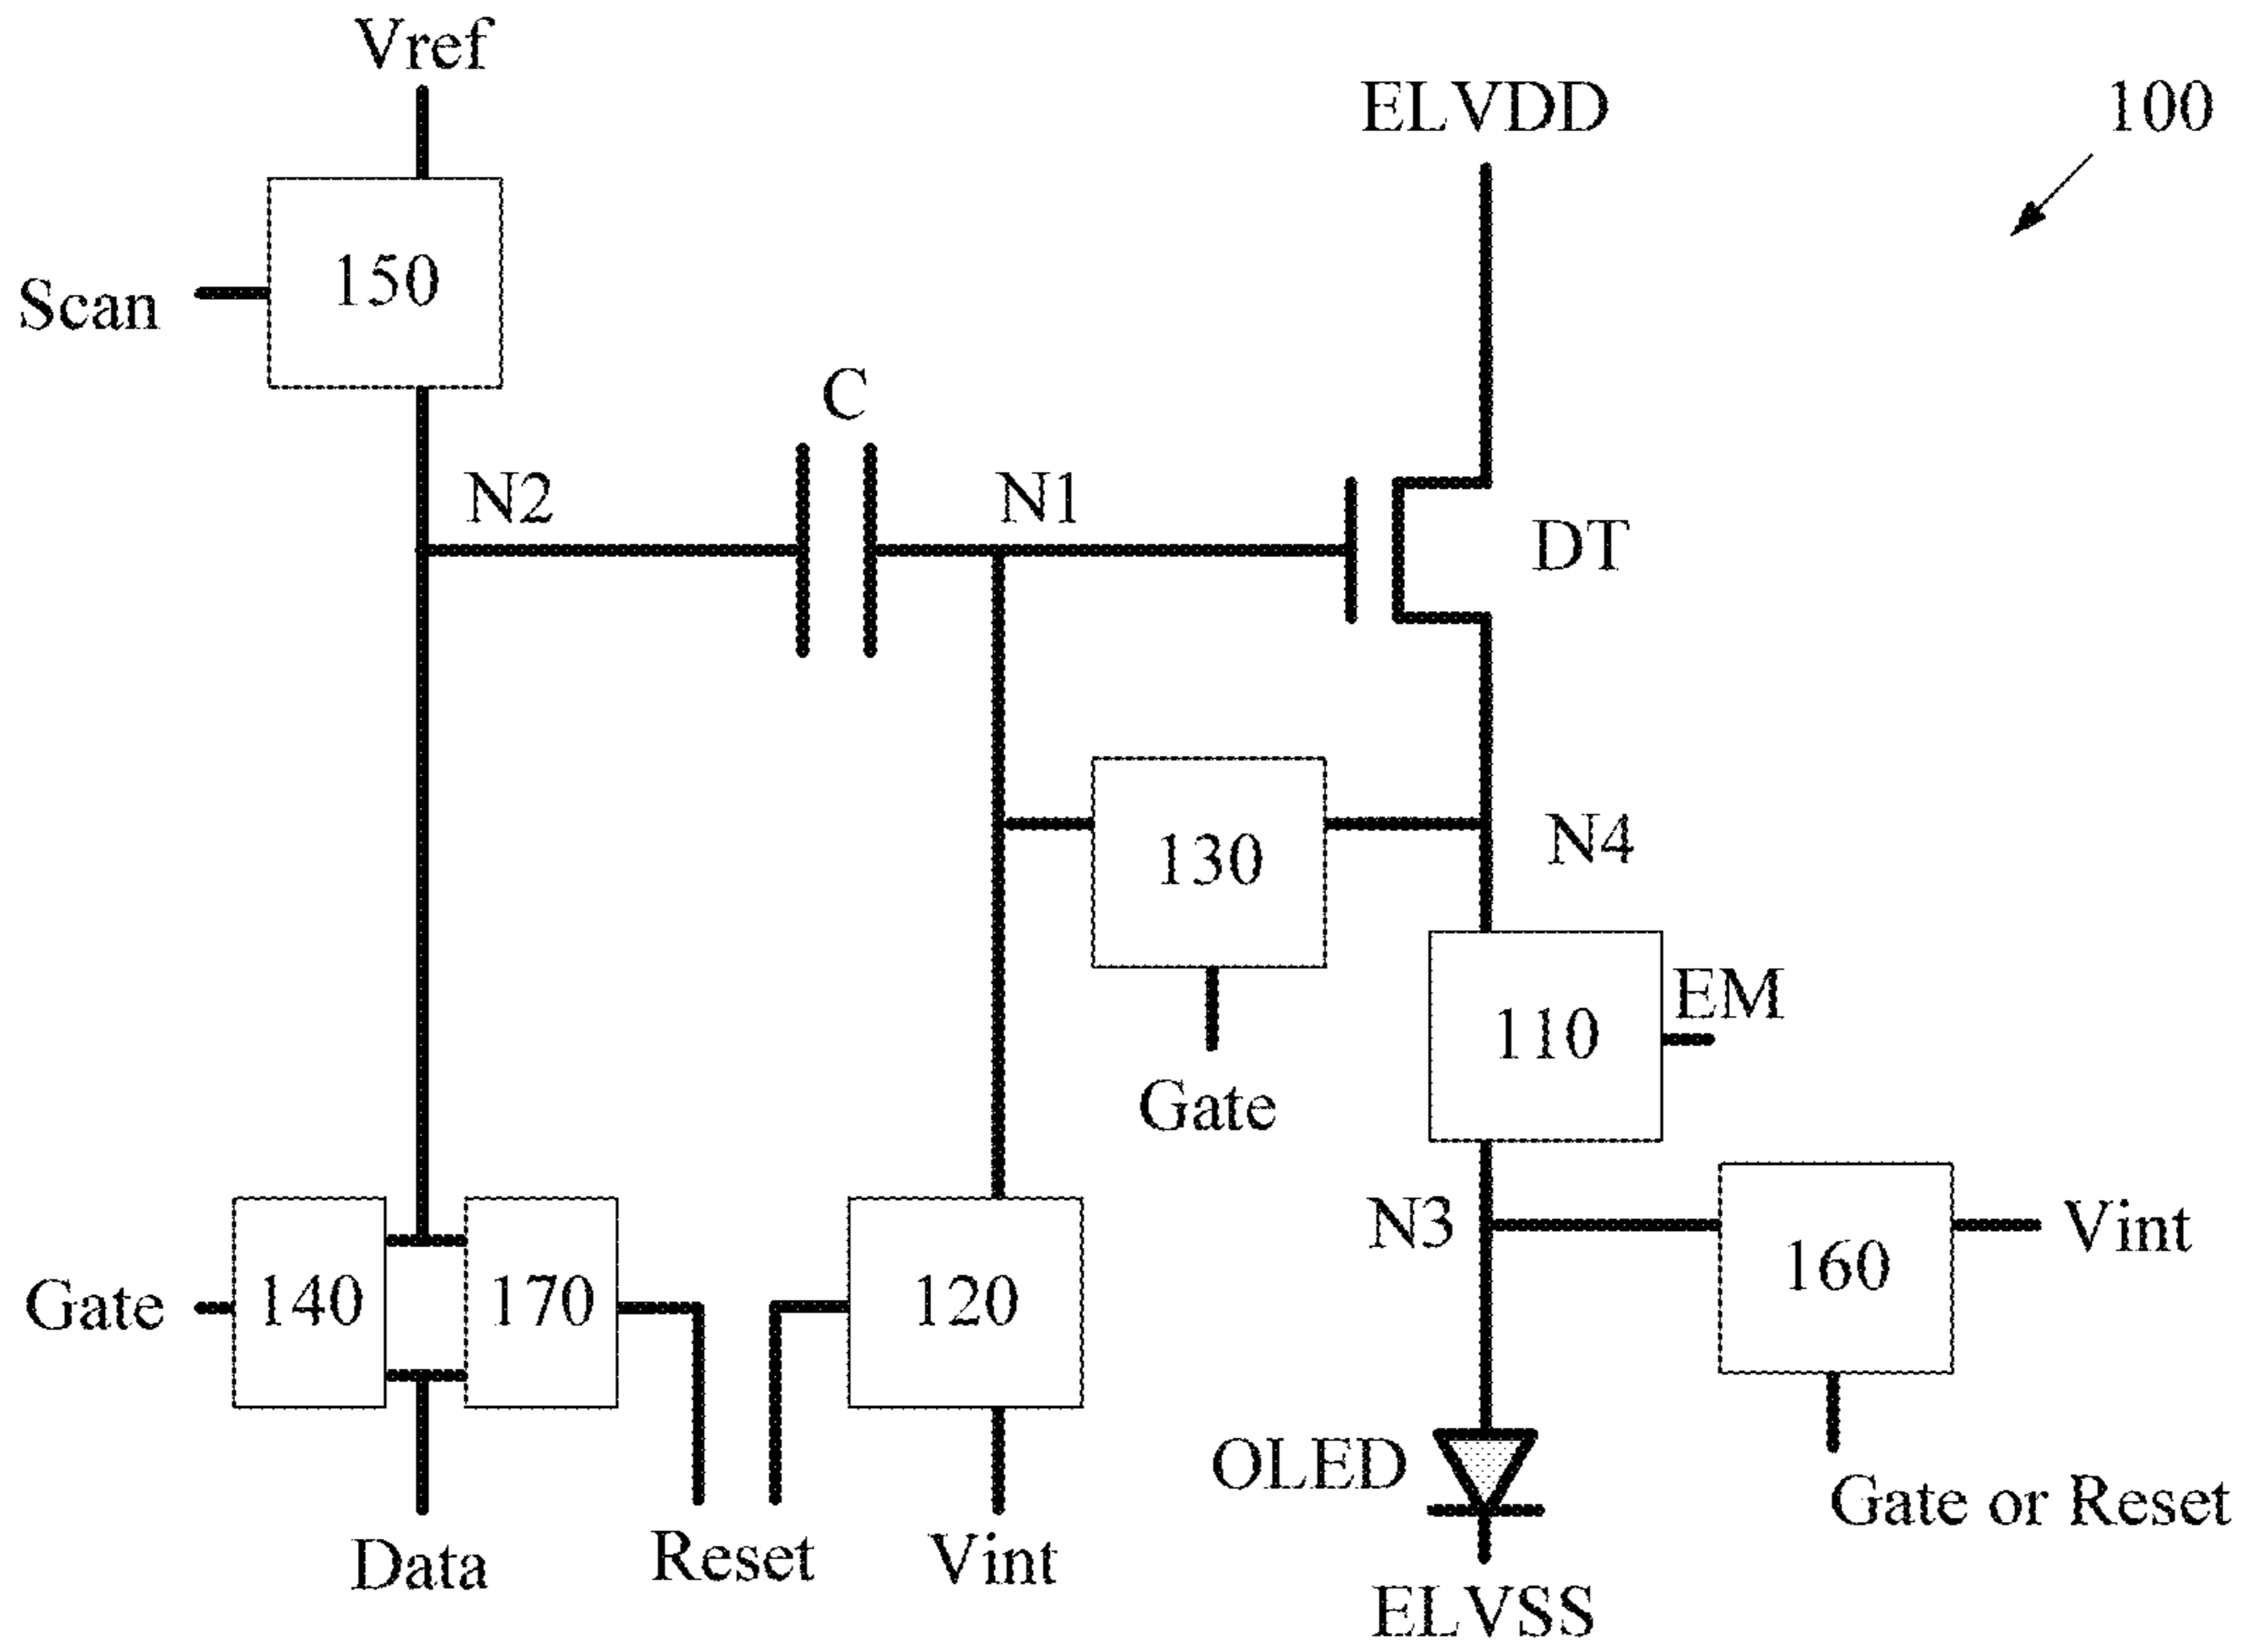 Vref
ELVDD
100
150
Scan
C
N2
N1
DT
N4
130
EM
110
Gate
N3
Vint
160
140
170
120
Gate
OLED
Gate or Reset
Data
Reset
Vint
ELVSS